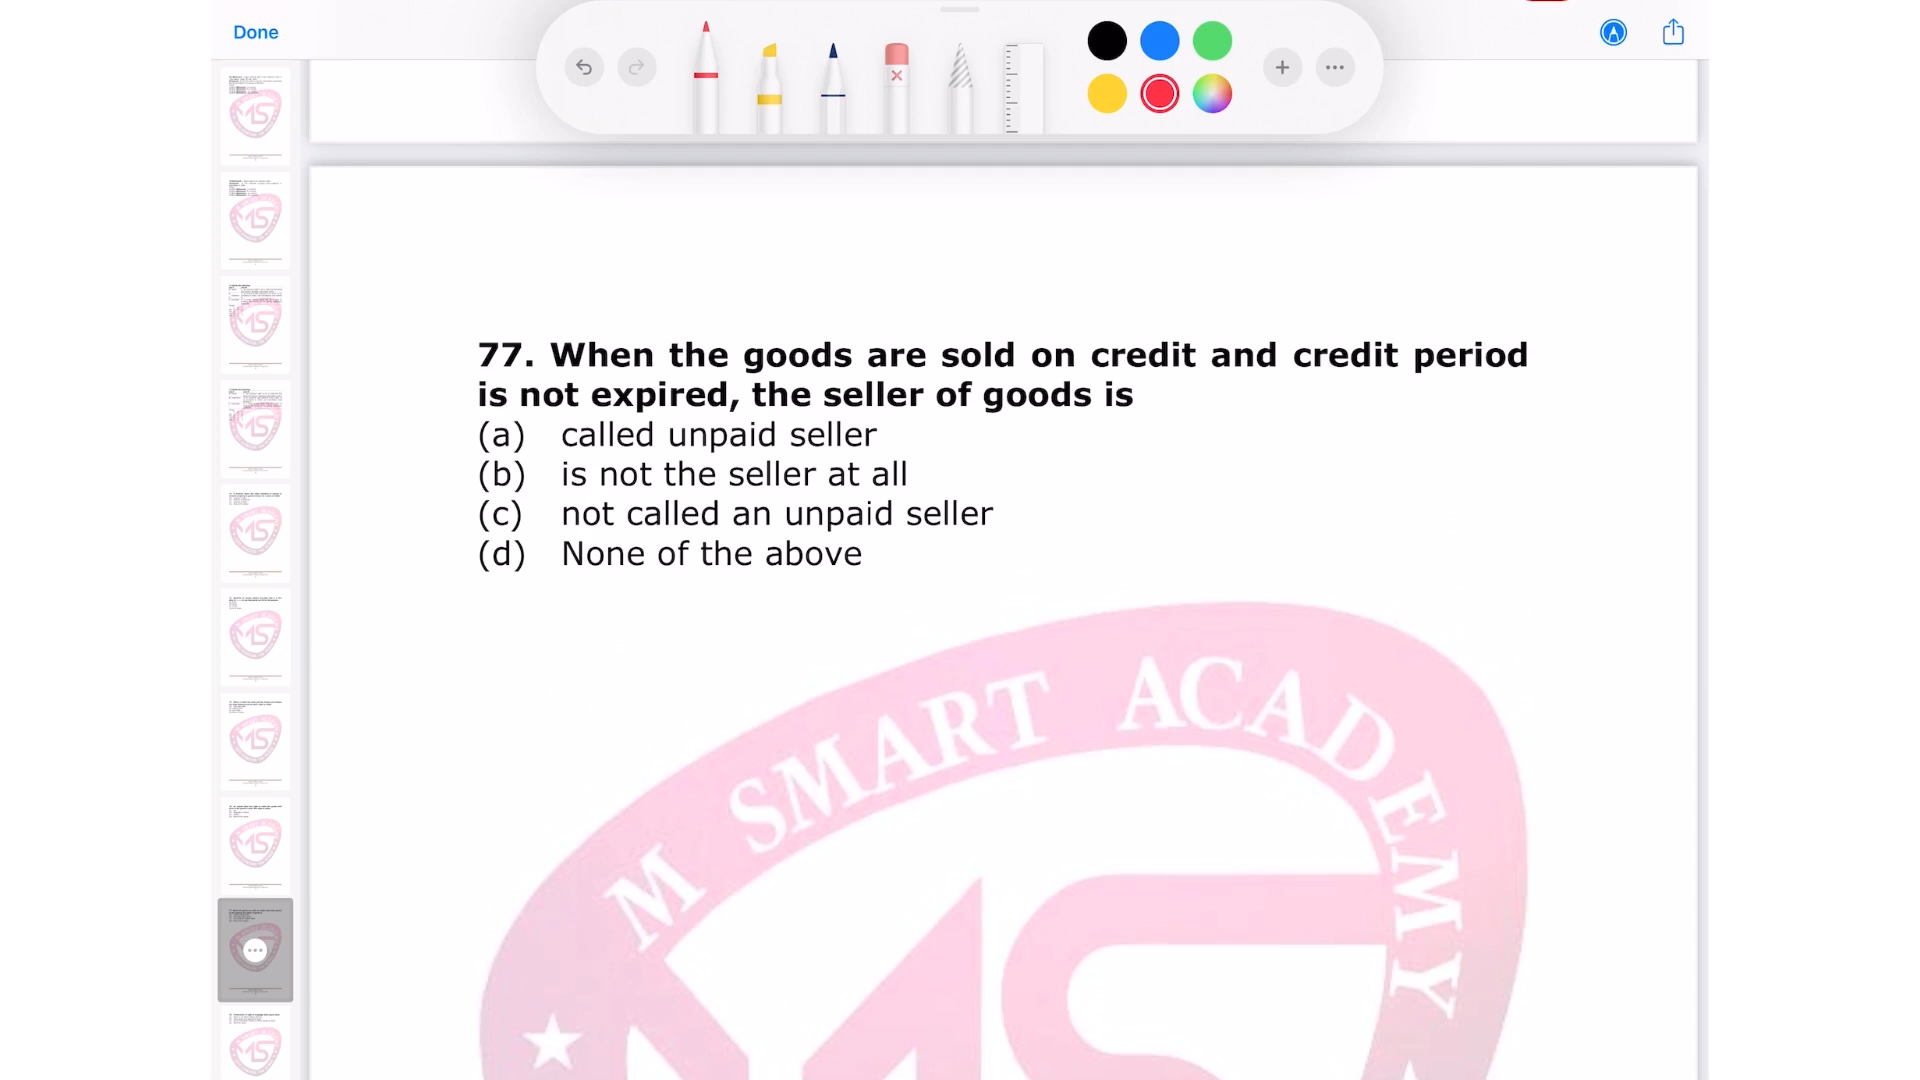 Done
77. When the goods are sold on credit and credit period
is not expired, the seller of goods is
(a) called unpaid seller
(b) is not the seller at all
(c) not called an unpaid seller
(d) None of the above
M SMART ACADEMY